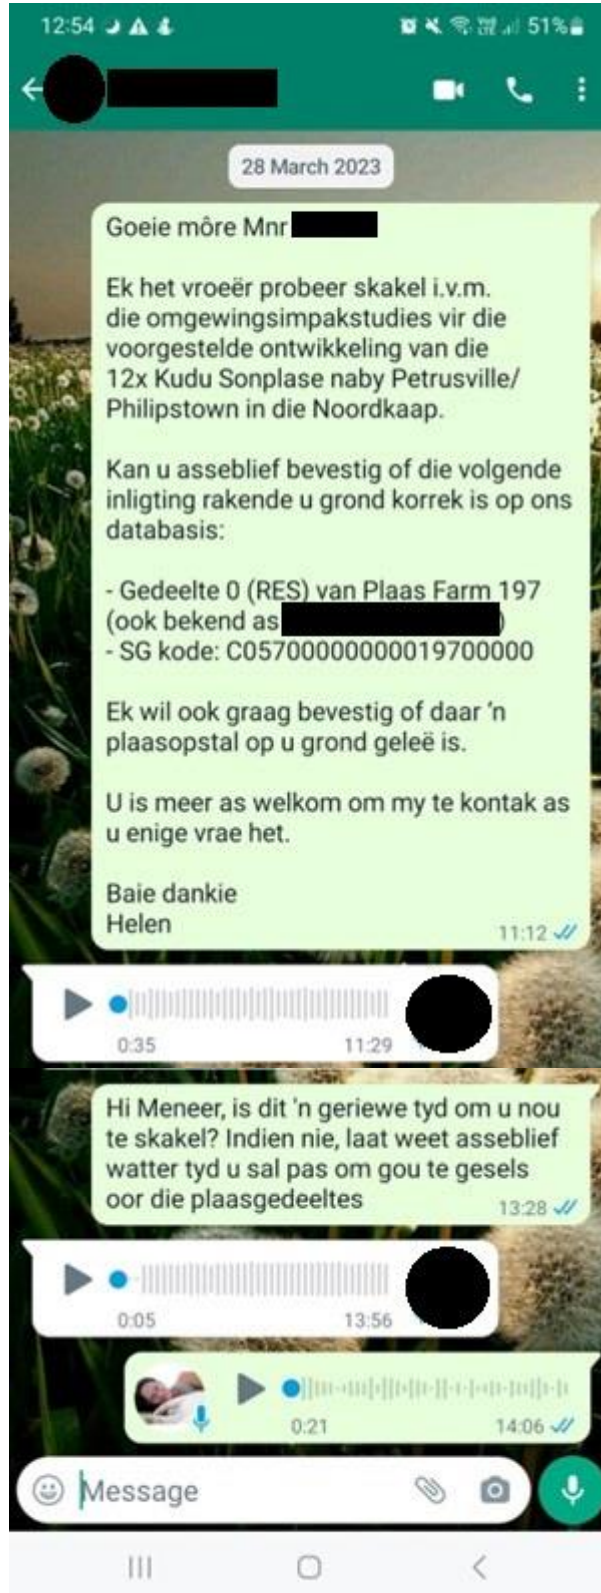 12:54 51%
28 March 2023
Goeie môre Mnr
Ek het vroeër probeer skakel i.v.m.
die omgewingsimpakstudies vir die
voorgestelde ontwikkeling van die
12x Kudu Sonplase naby Petrusville/
Philipstown in die Noordkaap.
Kan u asseblief bevestig of die volgende
inligting rakende u grond korrek is op ons
databasis:
- Gedeelte 0 (RES) van Plaas Farm 197
(ook bekend as )
- SG kode: C05700000000019700000
Ek wil ook graag bevestig of daar 'n
plaasopstal op u grond geleë is.
U is meer as welkom om my te kontak as
u enige vrae het.
Baie dankie
Helen
11:12
0:35 11:29
Hi Meneer, is dit 'n geriewe tyd om u nou
te skakel? Indien nie, laat weet asseblief
watter tyd u sal pas om gou te gesels
oor die plaasgedeeltes
13:28
0:05 13:56
0:21 14:06
Message